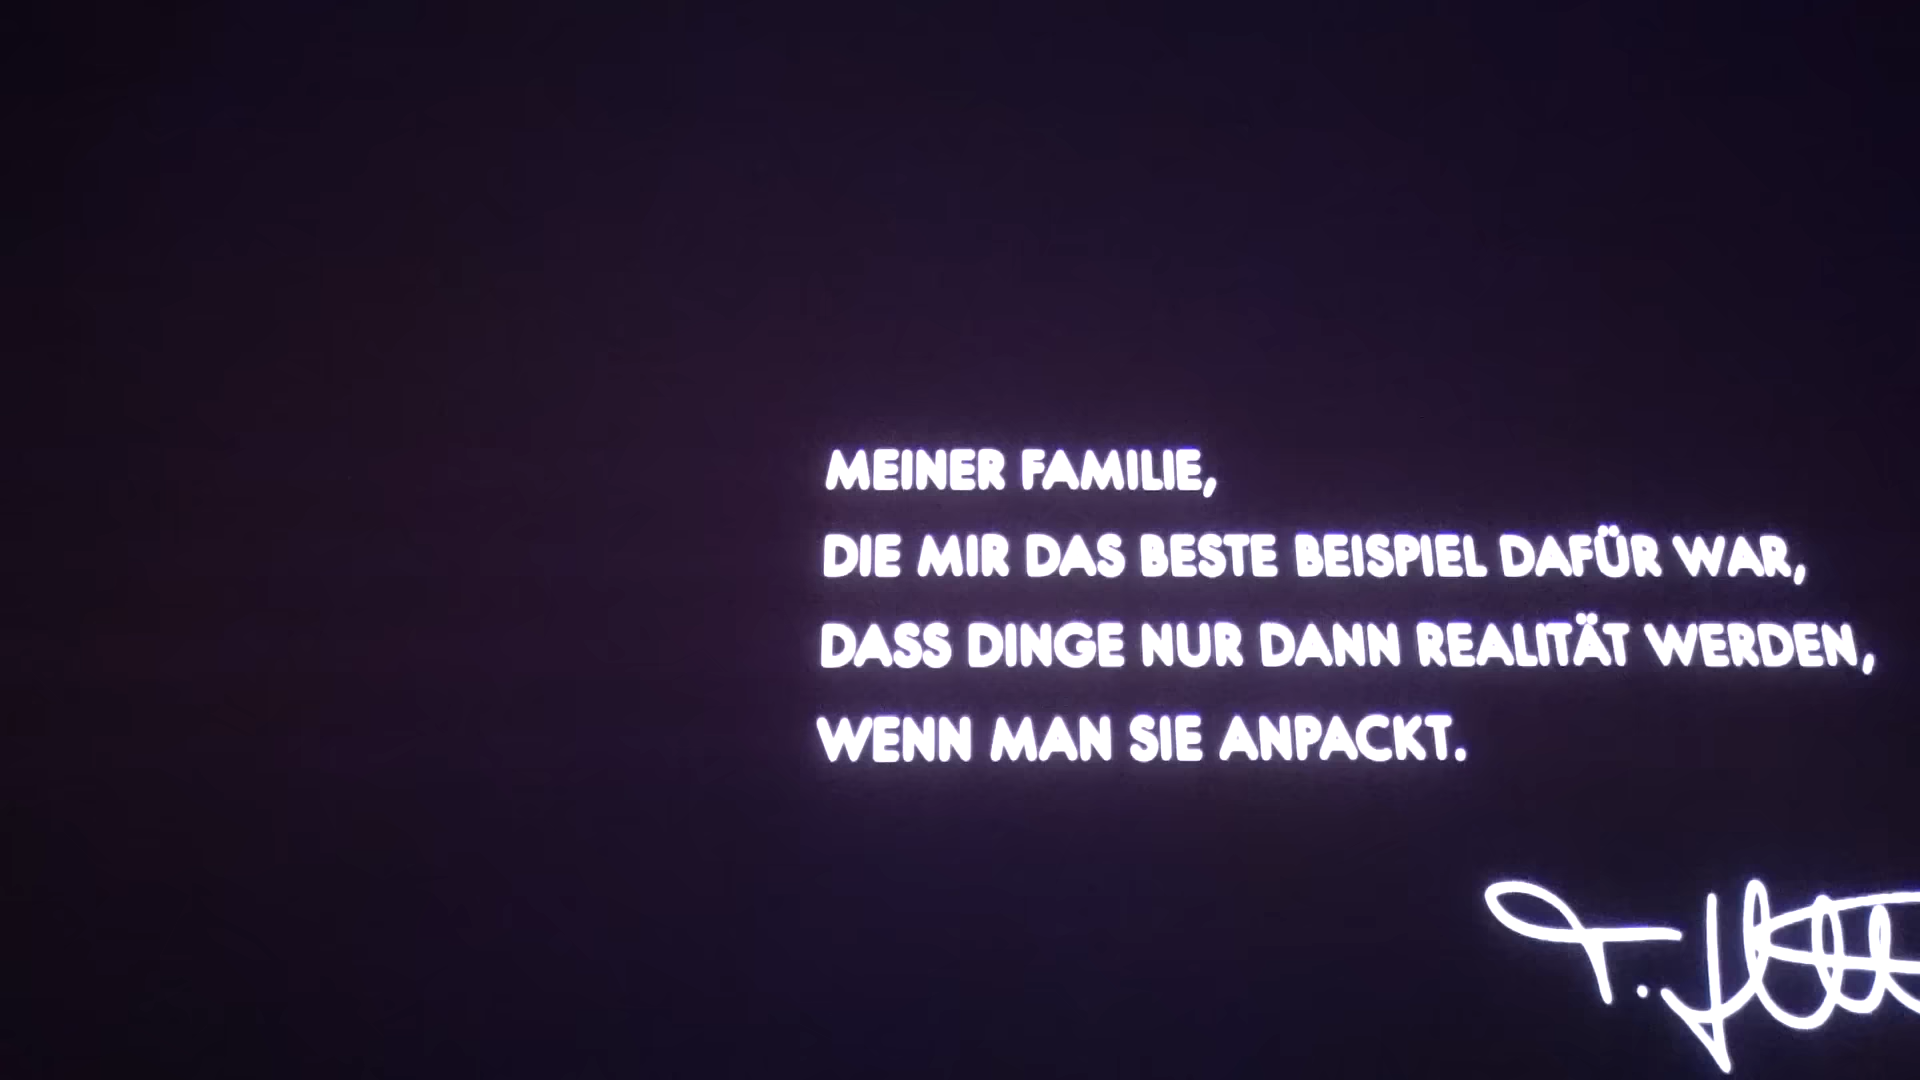 MEINER FAMILIE,
DIE MIR DAS BESTE BEISPIEL DAFÜR WAR,
DASS DINGE NUR DANN REALITÄT WERDEN,
WENN MAN SIE ANPACKT.
T.